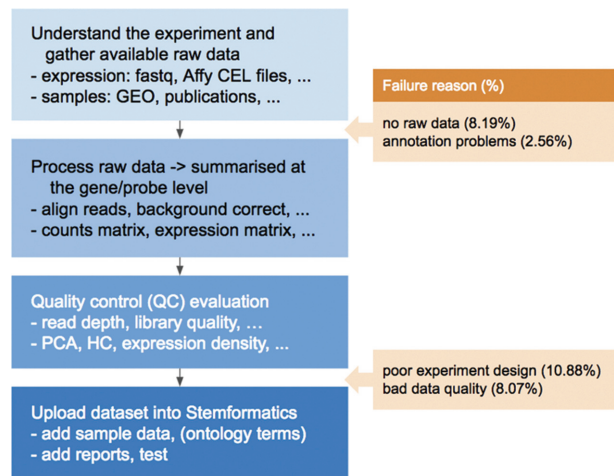 Understand the experiment and
gather available raw data
- expression: fastq, Affy CEL files, ...
- samples: GEO, publications, ...
Failure reason (%)
no raw data (8.19%)
annotation problems (2.56%)
Process raw data -> summarised at
the gene/probe level
- align reads, background correct, ...
- counts matrix, expression matrix, ...
Quality control (QC) evaluation
- read depth, library quality, ...
- PCA, HC, expression density, ...
poor experiment design (10.88%)
bad data quality (8.07%)
Upload dataset into Stemformatics
- add sample data, (ontology terms)
- add reports, test